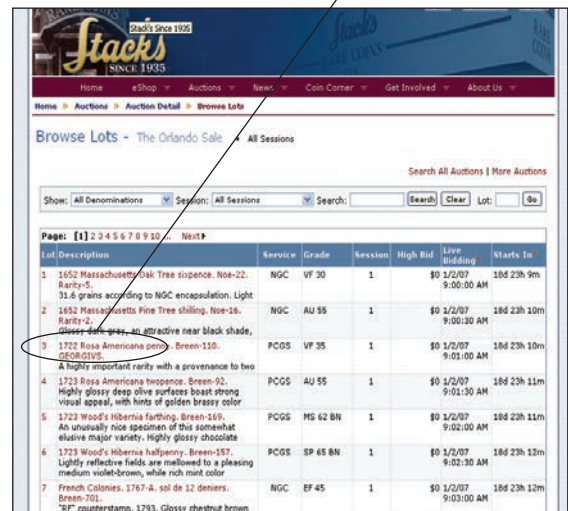 Stack's Since 1935
Stacks
SINCE 1935
Home eShop Auctions News Coin Corner Get Involved About Us
Home Auctions Auction Detail Browse Lots
Browse Lots - The Orlando Sale All Sessions
Search All Auctions | More Auctions
Show: All Denominations Session: All Sessions Search: Search Clear Lot: Go
Page: [1] 2 3 4 5 6 7 8 9 10 ... Next
Lot Description Service Grade Session High Bid Live Bidding* Starts In*
1 1652 Massachusetts Oak Tree sixpence. Noe-22. NGC VF 30 1 $0 1/2/07 18d 23h 9m
Rarity-5. 9:00:00 AM
31.6 grains according to NGC encapsulation. Light
2 1652 Massachusetts Pine Tree shilling. Noe-16. NGC AU 55 1 $0 1/2/07 18d 23h 10m
Rarity-2. 9:00:30 AM
Glossy dark gray, an attractive near black shade,
3 1722 Rosa Americana penny. Breen-110. PCGS VF 35 1 $0 1/2/07 18d 23h 10m
GEORGIVS. 9:01:00 AM
A highly important rarity with a provenance to two
4 1723 Rosa Americana twopence. Breen-92. PCGS AU 55 1 $0 1/2/07 18d 23h 11m
Highly glossy deep olive surfaces boast strong 9:01:30 AM
visual appeal, with hints of golden brassy color
5 1723 Wood's Hibernia farthing. Breen-169. PCGS MS 62 BN 1 $0 1/2/07 18d 23h 11m
An unusually nice specimen of this somewhat 9:02:00 AM
elusive major variety. Highly glossy chocolate
6 1723 Wood's Hibernia halfpenny. Breen-157. PCGS SP 65 BN 1 $0 1/2/07 18d 23h 12m
Lightly reflective fields are mellowed to a pleasing 9:02:30 AM
medium violet-brown, while rich mint color
7 French Colonies. 1767-A. sol de 12 deniers. NGC EF 45 1 $0 1/2/07 18d 23h 12m
Breen-701. 9:03:00 AM
"RF" counterstamp, 1793. Glossy chestnut brown